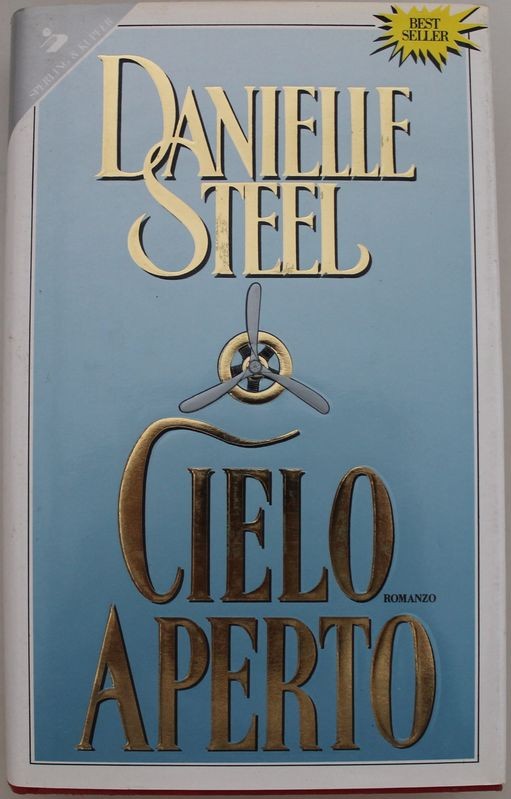 SPERLING & KUPFER
BEST
SELLER
DANIELLE
STEEL
CIELO
ROMANZO
APERTO